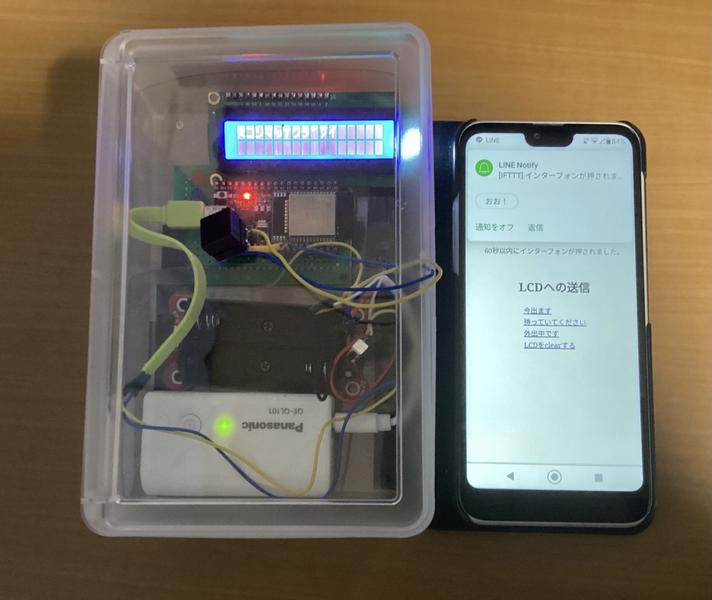 QE-QL101
Panasonic
LINE
84%
LINE Notify
[IFTTT] インターフォンが押されま...
おお！
通知をオフ
返信
60秒以内にインターフォンが押されました。
LCDへの送信
今出ます
待っていてください
外出中です
LCDをclearする